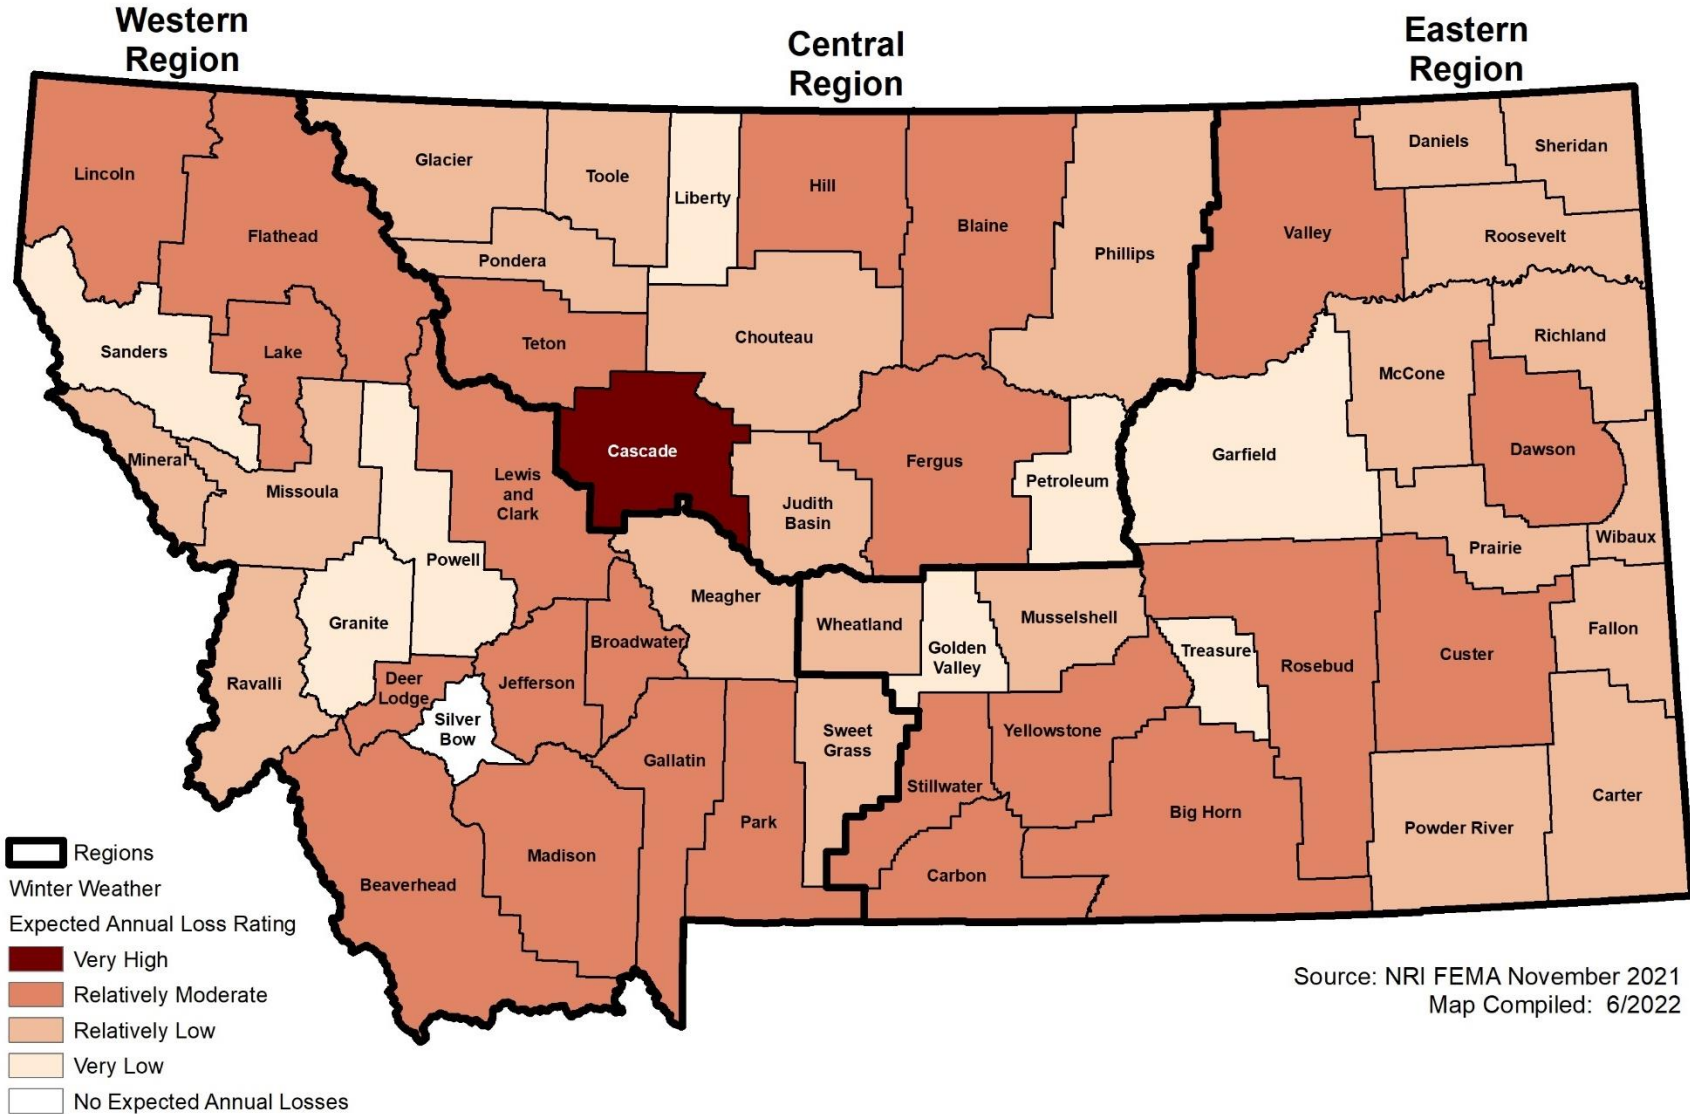 Western
Region
Central
Region
Eastern
Region
Lincoln
Flathead
Glacier
Toole
Liberty
Hill
Blaine
Phillips
Valley
Daniels
Sheridan
Roosevelt
Pondera
Sanders
Lake
Teton
Chouteau
Richland
McCone
Mineral
Missoula
Lewis
and
Clark
Cascade
Judith
Basin
Fergus
Petroleum
Garfield
Dawson
Prairie
Wibaux
Powell
Granite
Meagher
Wheatland
Golden
Valley
Musselshell
Treasure
Rosebud
Custer
Fallon
Ravalli
Deer
Lodge
Silver
Bow
Jefferson
Broadwater
Gallatin
Park
Sweet
Grass
Stillwater
Yellowstone
Big Horn
Powder River
Carter
Beaverhead
Madison
Carbon
Regions
Winter Weather
Expected Annual Loss Rating
Very High
Relatively Moderate
Relatively Low
Very Low
No Expected Annual Losses
Source: NRI FEMA November 2021
Map Compiled: 6/2022